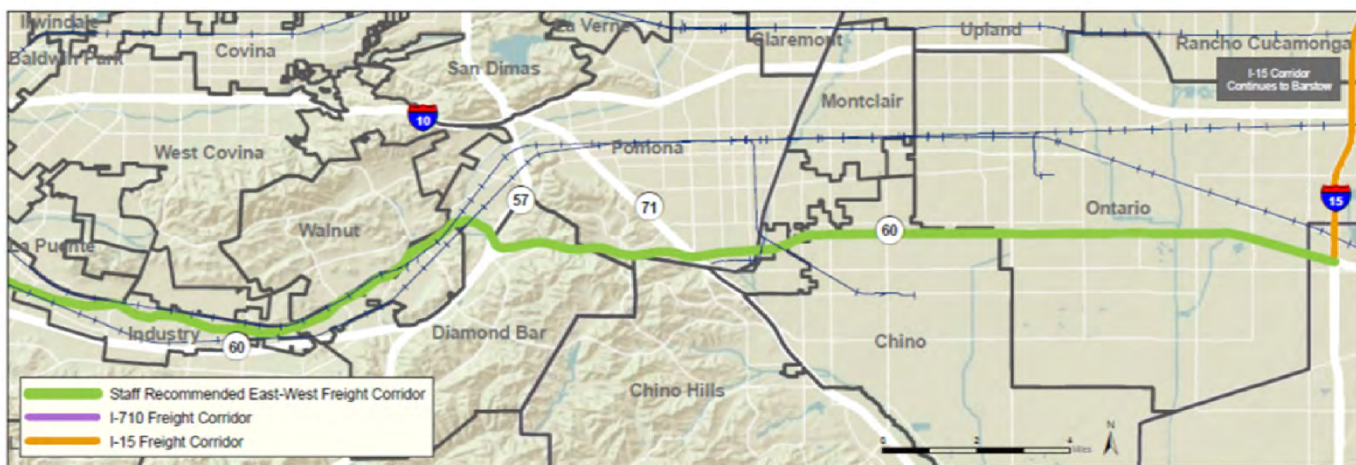 Irwindale
Covina
La Verne
Claremont
Upland
Rancho Cucamonga
Baldwin Park
San Dimas
I-15 Corridor
Continues to Barstow
Montclair
10
West Covina
Pomona
57
71
15
Ontario
Walnut
60
La Puente
Industry
60
Diamond Bar
Chino
Chino Hills
Staff Recommended East-West Freight Corridor
I-710 Freight Corridor
I-15 Freight Corridor
0 2 4
Miles
N